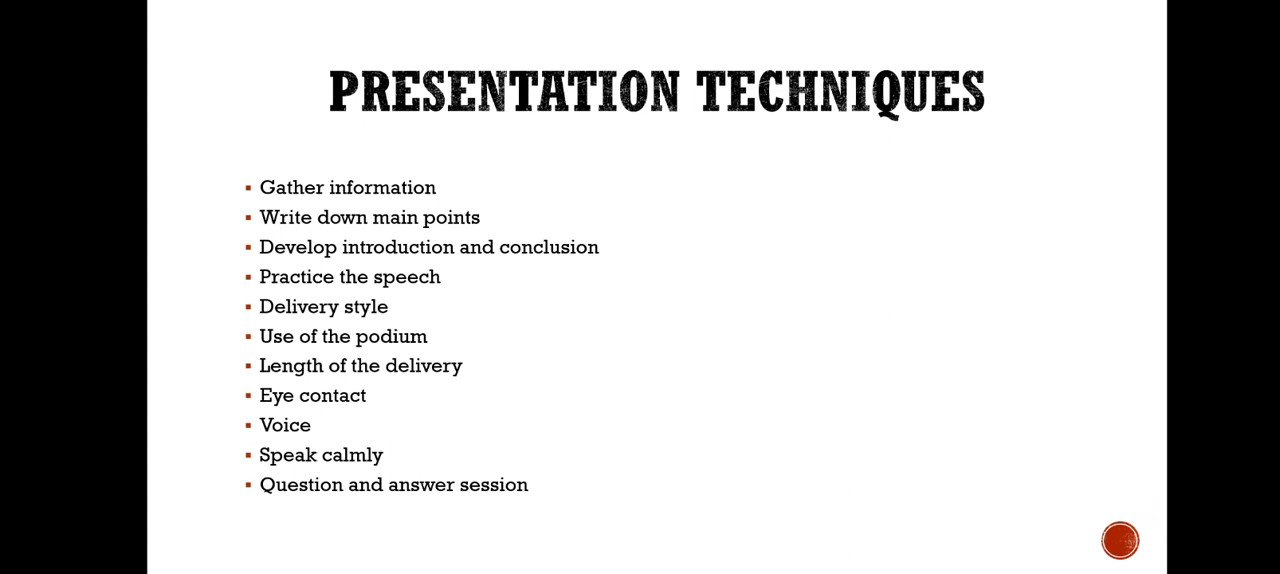 PRESENTATION TECHNIQUES
▪ Gather information
▪ Write down main points
▪ Develop introduction and conclusion
▪ Practice the speech
▪ Delivery style
▪ Use of the podium
▪ Length of the delivery
▪ Eye contact
▪ Voice
▪ Speak calmly
▪ Question and answer session